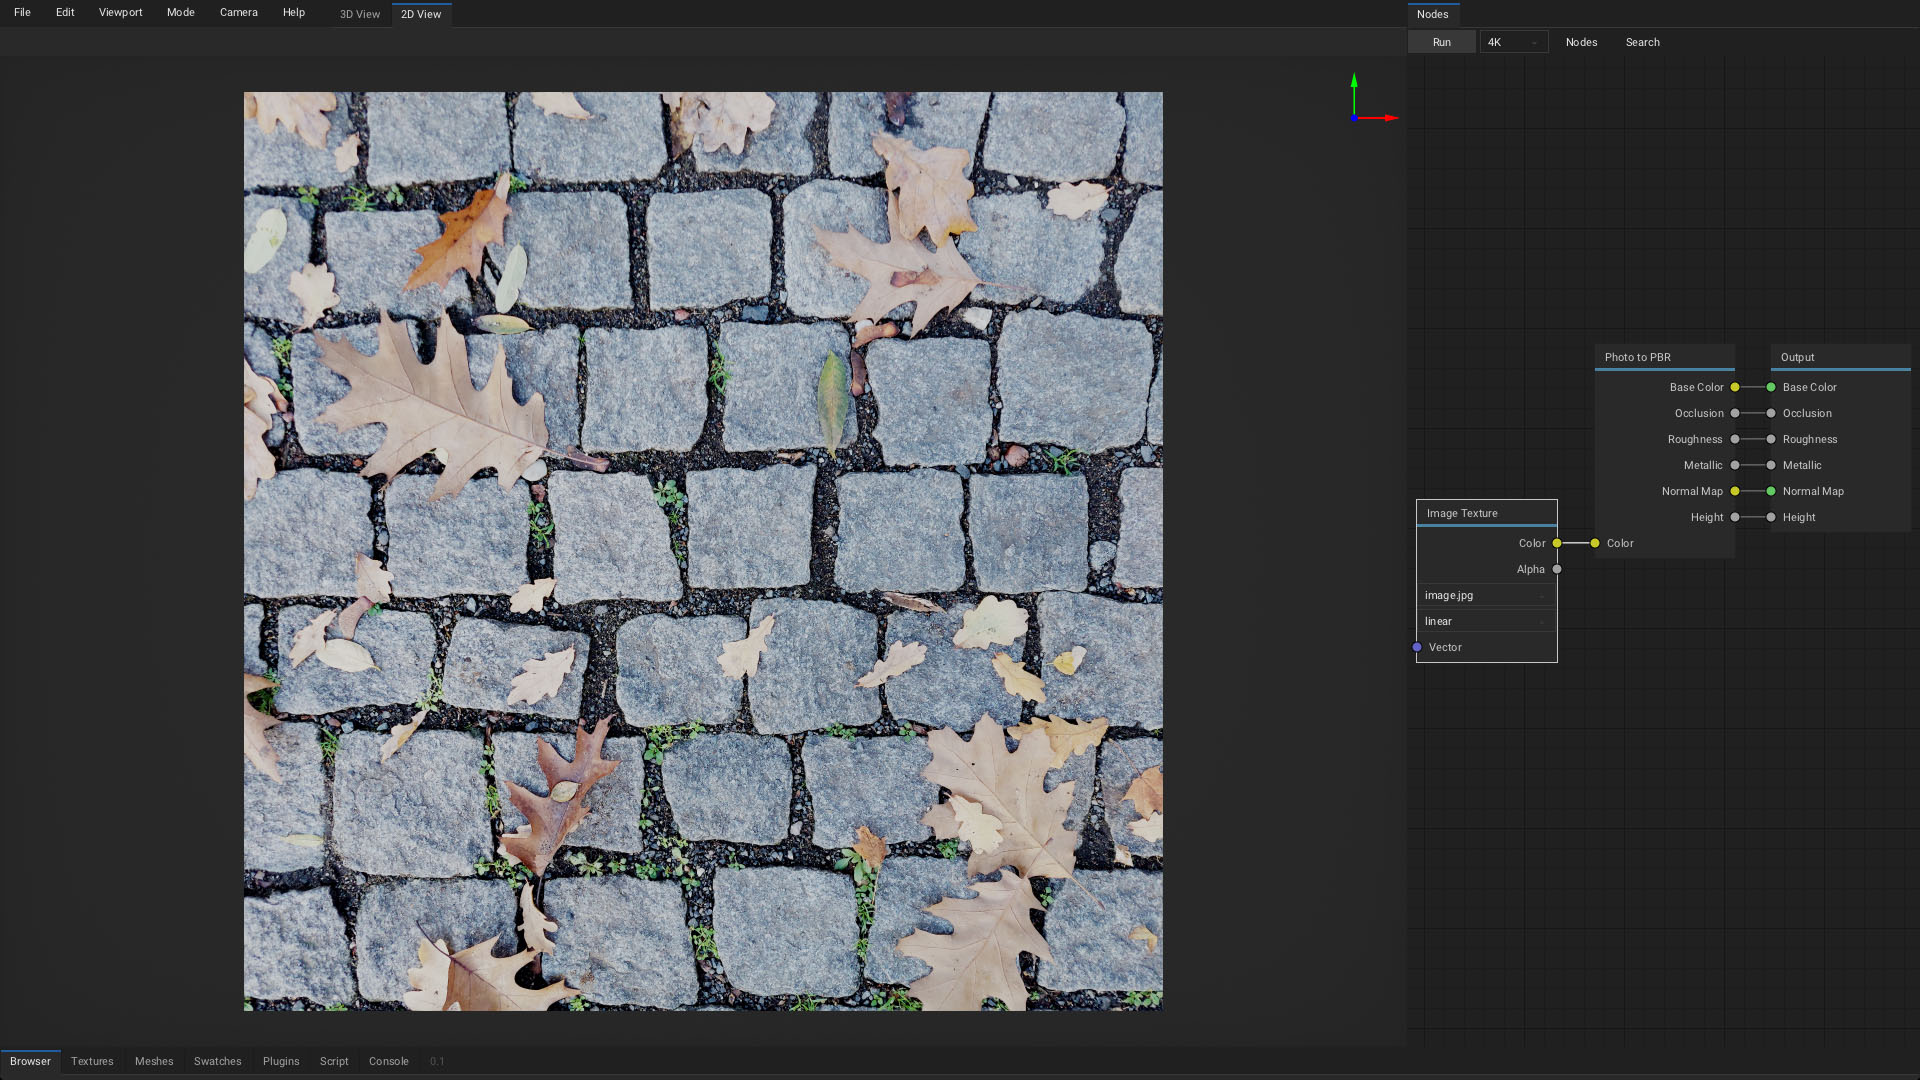 File Edit Viewport Mode Camera Help 3D View 2D View
Nodes
Run 4K Nodes Search
Photo to PBR
Base Color
Occlusion
Roughness
Metallic
Normal Map
Height
Color
Output
Base Color
Occlusion
Roughness
Metallic
Normal Map
Height
Image Texture
Color
Alpha
image.jpg
linear
Vector
Browser Textures Meshes Swatches Plugins Script Console 0.1